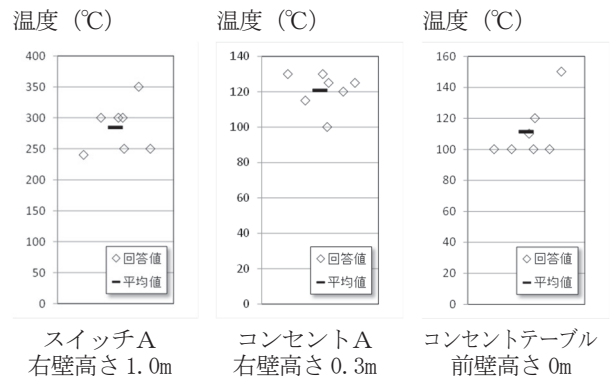 温度（℃） 温度（℃） 温度（℃）
400
350
300
250
200
150
100
50
0
◇回答値
━平均値
スイッチA
右壁高さ 1.0m
140
120
100
80
60
40
20
0
◇回答値
━平均値
コンセントA
右壁高さ 0.3m
160
140
120
100
80
60
40
20
0
◇回答値
━平均値
コンセントテーブル
前壁高さ 0m